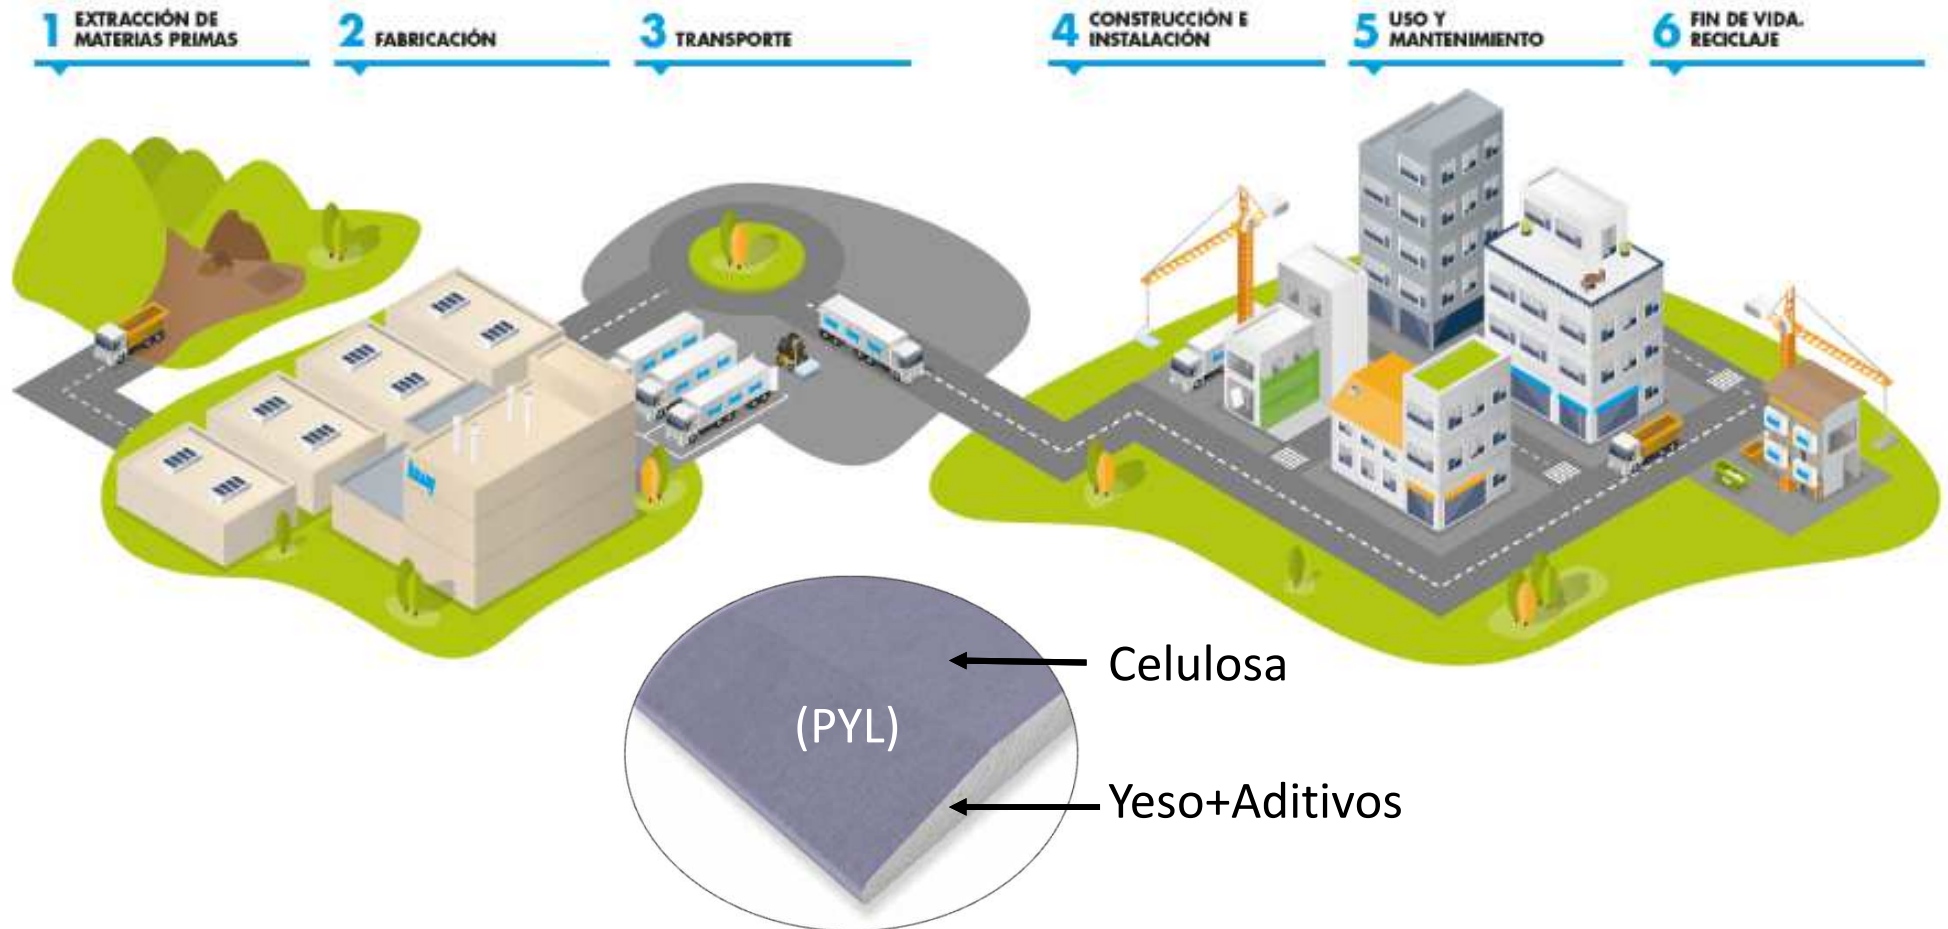 1 EXTRACCIÓN DE
MATERIAS PRIMAS
2 FABRICACIÓN
3 TRANSPORTE
4 CONSTRUCCIÓN E
INSTALACIÓN
5 USO Y
MANTENIMIENTO
6 FIN DE VIDA.
RECICLAJE
knauf
Celulosa
(PYL)
Yeso+Aditivos